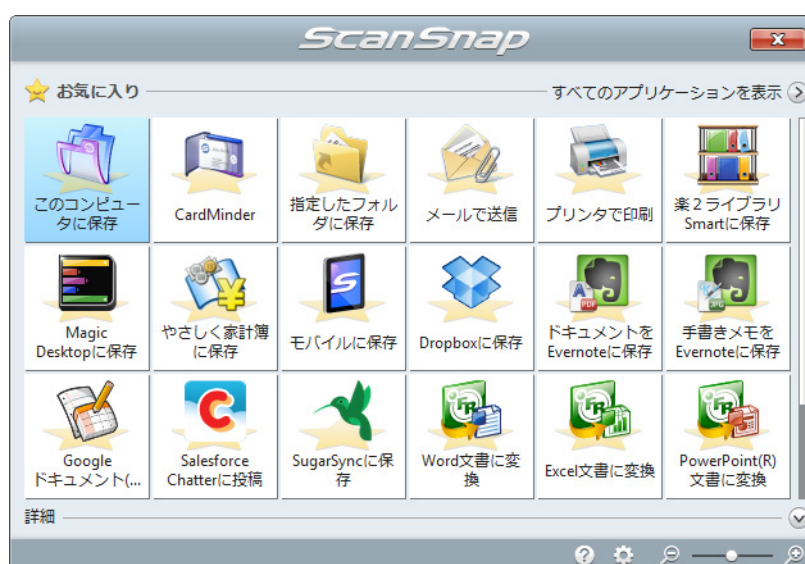 ScanSnap
お気に入り
すべてのアプリケーションを表示
このコンピュー
タに保存
CardMinder
指定したフォル
ダに保存
メールで送信
プリンタで印刷
楽2ライブラリ
Smartに保存
Magic
Desktopに保存
やさしく家計簿
に保存
モバイルに保存
Dropboxに保存
ドキュメントを
Evernoteに保存
手書きメモを
Evernoteに保存
Google
ドキュメント(...
Salesforce
Chatterに投稿
SugarSyncに保
存
Word文書に変
換
Excel文書に変換
PowerPoint(R)
文書に変換
詳細